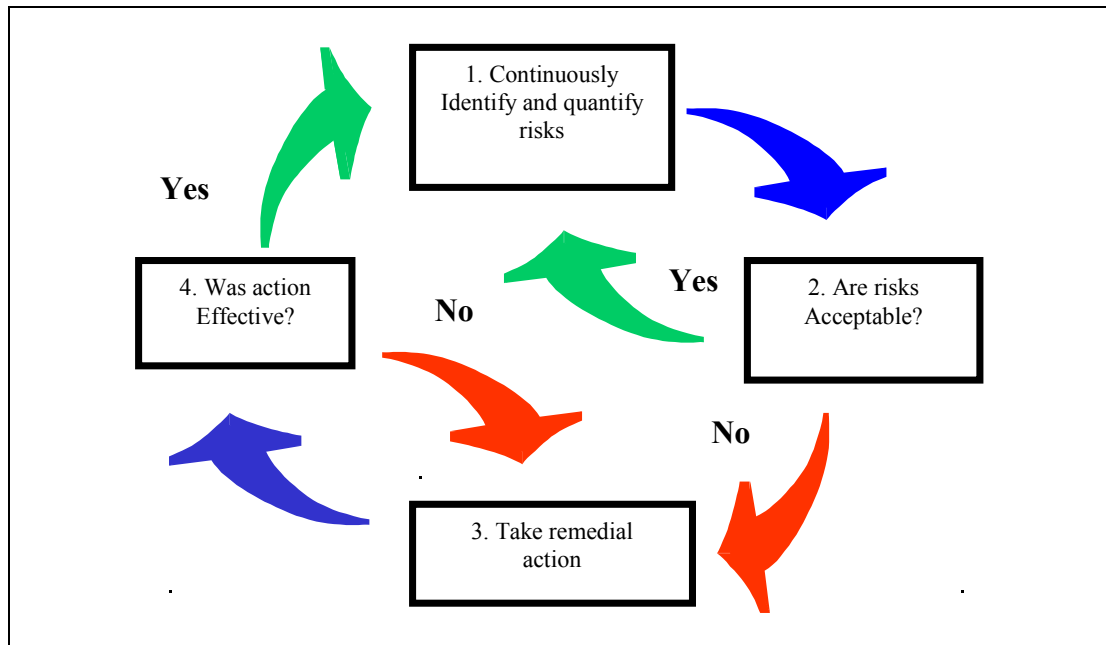 1. Continuously
Identify and quantify
risks
Yes
4. Was action
Effective?
No
Yes
2. Are risks
Acceptable?
No
3. Take remedial
action